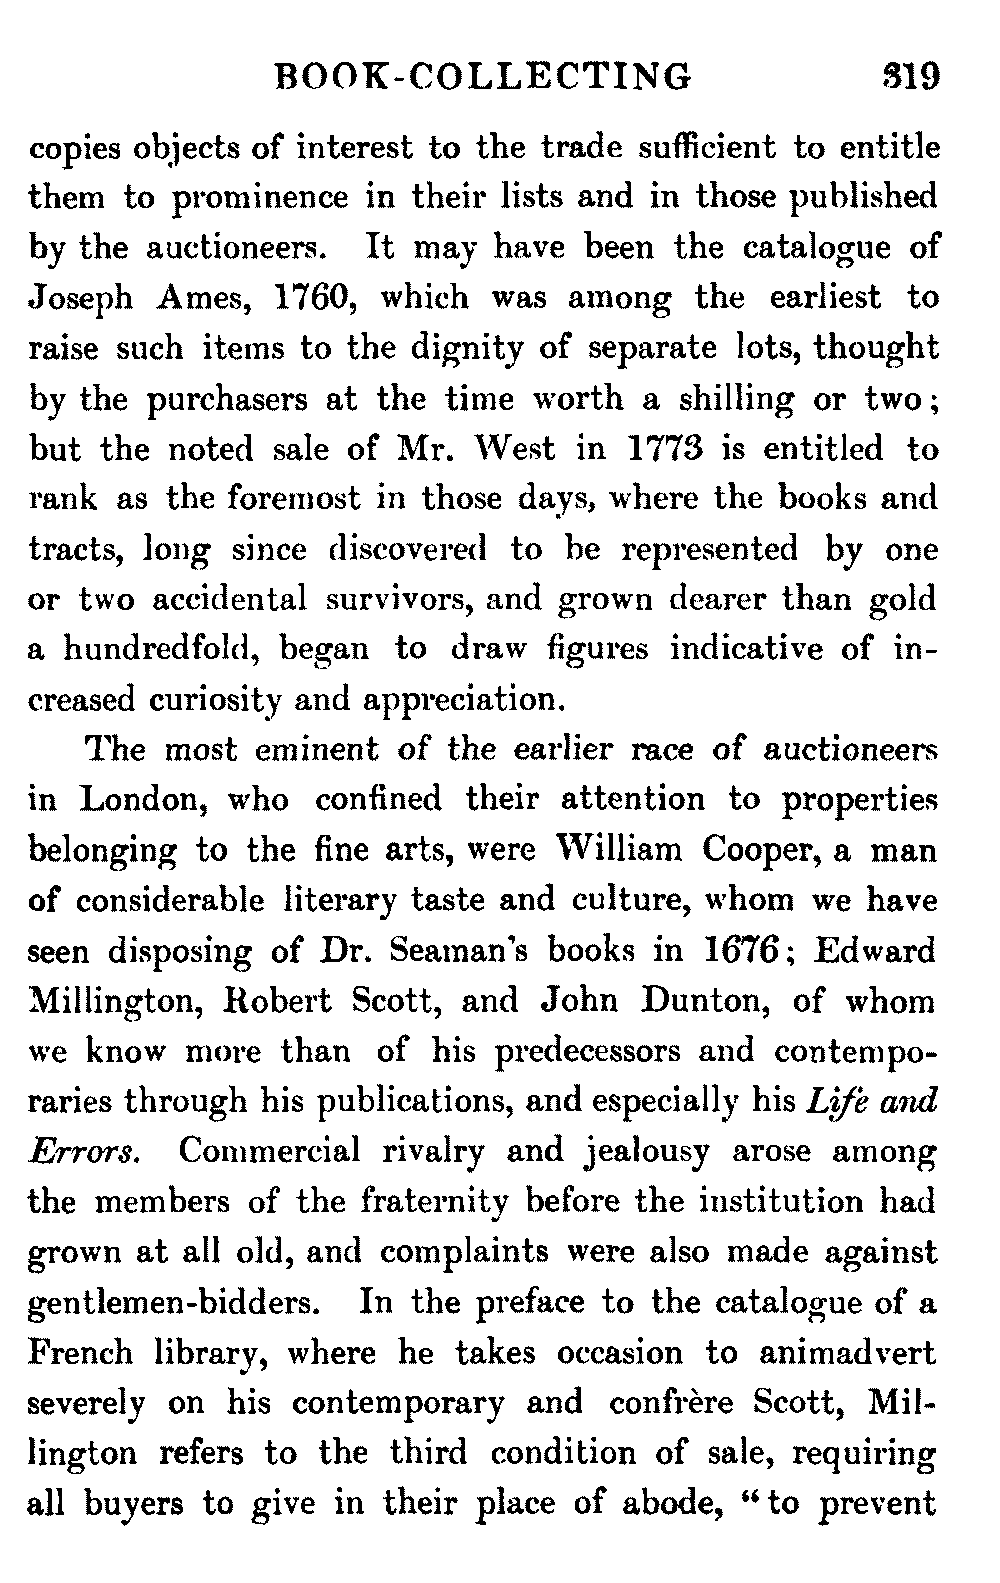 BOOK-COLLECTING 319
copies objects of interest to the trade sufficient to entitle
them to prominence in their lists and in those published
by the auctioneers. It may have been the catalogue of
Joseph Ames, 1760, which was among the earliest to
raise such items to the dignity of separate lots, thought
by the purchasers at the time worth a shilling or two;
but the noted sale of Mr. West in 1773 is entitled to
rank as the foremost in those days, where the books and
tracts, long since discovered to be represented by one
or two accidental survivors, and grown dearer than gold
a hundredfold, began to draw figures indicative of in-
creased curiosity and appreciation.
The most eminent of the earlier race of auctioneers
in London, who confined their attention to properties
belonging to the fine arts, were William Cooper, a man
of considerable literary taste and culture, whom we have
seen disposing of Dr. Seaman's books in 1676; Edward
Millington, Robert Scott, and John Dunton, of whom
we know more than of his predecessors and contempo-
raries through his publications, and especially his Life and
Errors. Commercial rivalry and jealousy arose among
the members of the fraternity before the institution had
grown at all old, and complaints were also made against
gentlemen-bidders. In the preface to the catalogue of a
French library, where he takes occasion to animadvert
severely on his contemporary and confrère Scott, Mil-
lington refers to the third condition of sale, requiring
all buyers to give in their place of abode, "to prevent